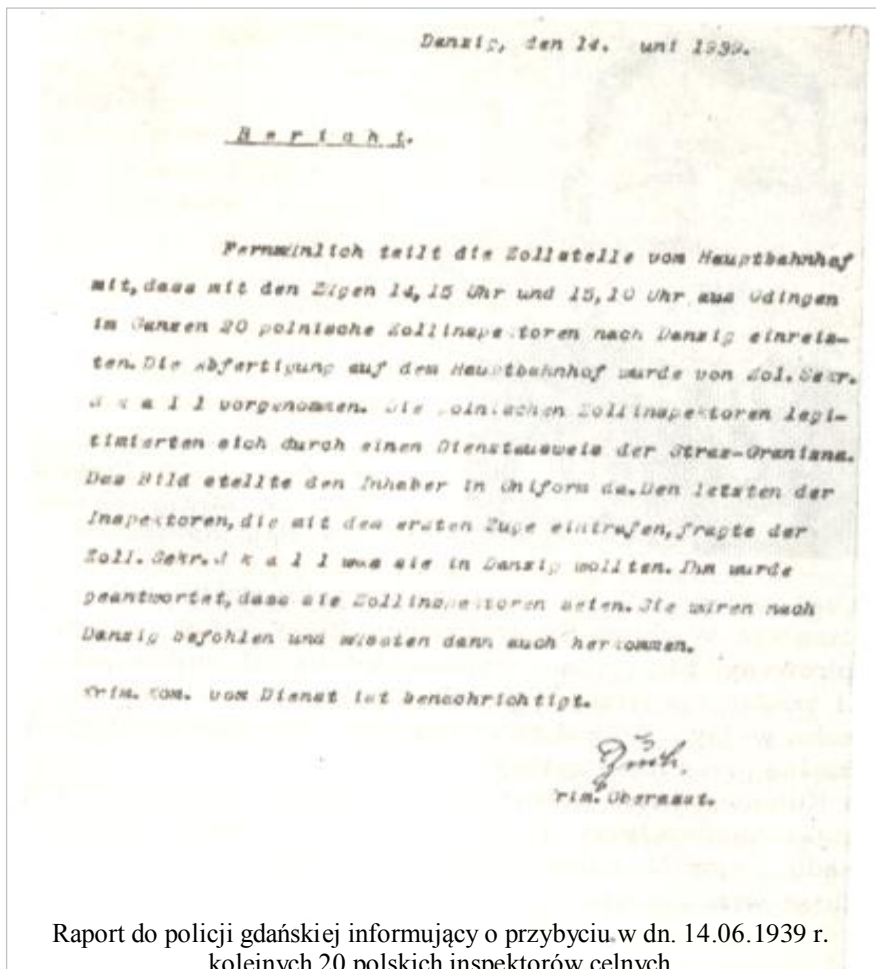 Danzig, den 14. uni 1939.
Bericht.
Fernmünlich teilt die Zollstelle vom Hauptbahnhof
mit, dass mit den Zügen 14,15 Uhr und 15,10 Uhr aus Gdingen
im Ganzen 20 polnische Zollinspektoren nach Danzig einreis-
ten. Die Abfertigung auf dem Hauptbahnhof wurde von Zol. Sekr.
vorgenommen. Die polnischen Zollinspektoren legi-
timierten sich durch einen Dienstausweis der Straz-Granizna.
Das Bild stellte den Inhaber in Uniform da. Den letzten der
Inspektoren, die mit dem ersten Zuge eintrafen, fragte der
Zoll. Sekr. was sie in Danzig wollten. Ihm wurde
geantwortet, dass sie Zollinspektoren seien. Sie wären nach
Danzig befohlen und müssten dann auch herkommen.
Krim. Kom. vom Dienst ist benachrichtigt.
rim. Oberasst.
Raport do policji gdańskiej informujący o przybyciu w dn. 14.06.1939 r.
kolejnych 20 polskich inspektorów celnych